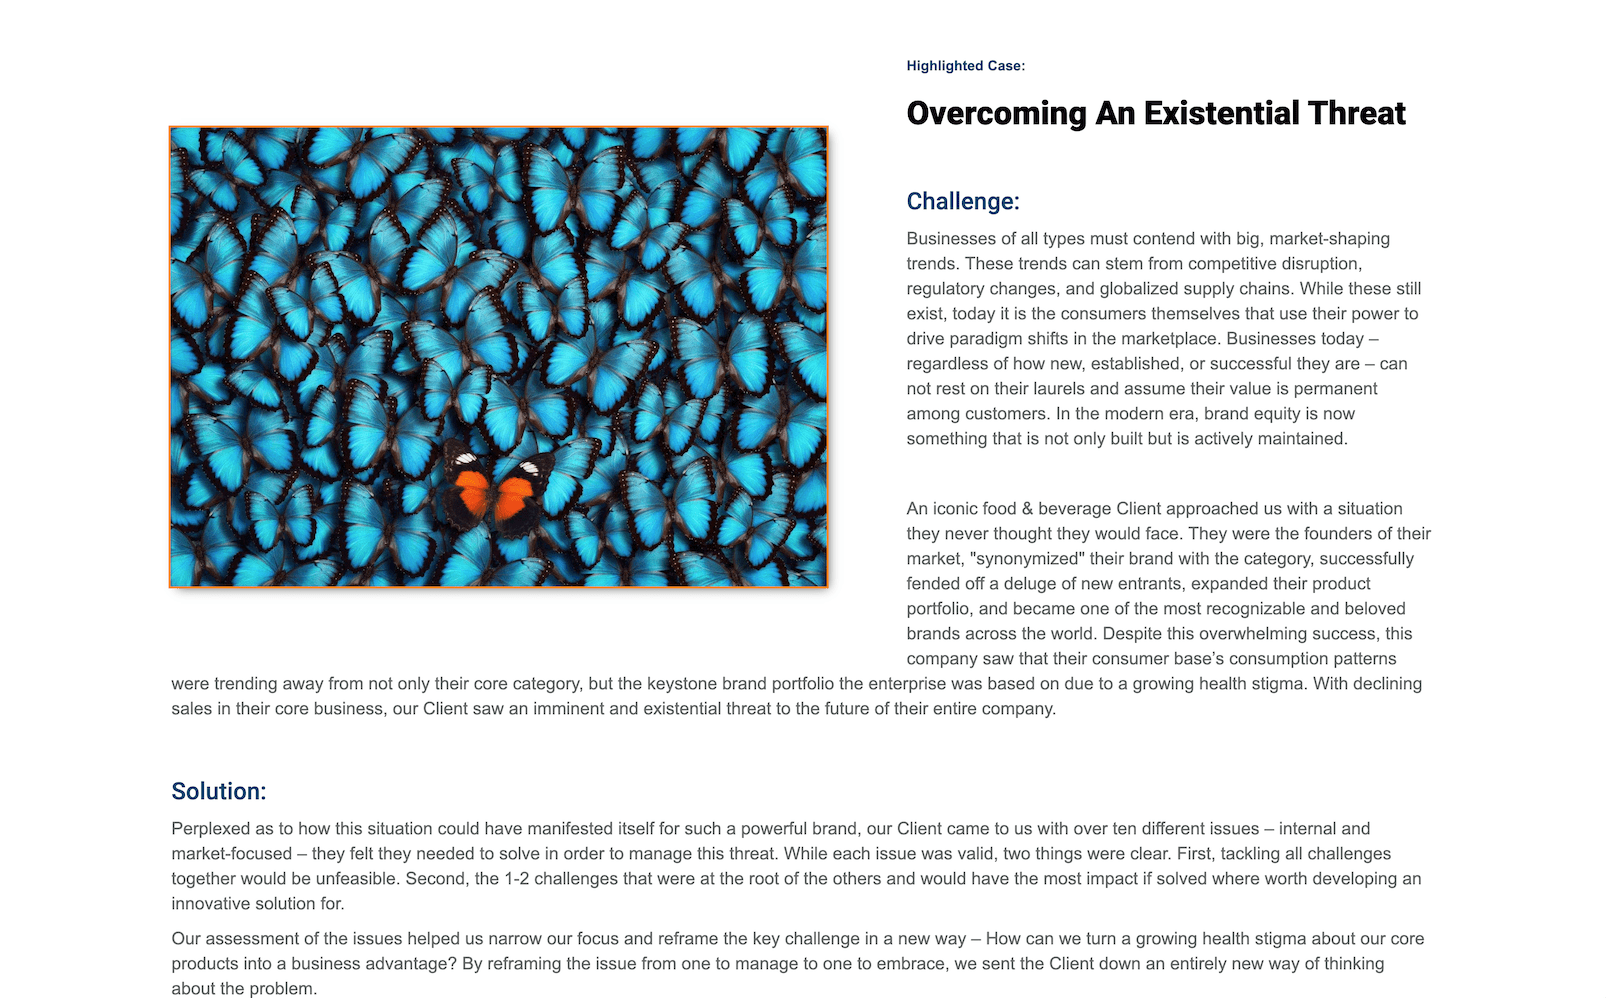 Highlighted Case:
Overcoming An Existential Threat
Challenge:
Businesses of all types must contend with big, market-shaping
trends. These trends can stem from competitive disruption,
regulatory changes, and globalized supply chains. While these still
exist, today it is the consumers themselves that use their power to
drive paradigm shifts in the marketplace. Businesses today –
regardless of how new, established, or successful they are – can
not rest on their laurels and assume their value is permanent
among customers. In the modern era, brand equity is now
something that is not only built but is actively maintained.
An iconic food & beverage Client approached us with a situation
they never thought they would face. They were the founders of their
market, "synonymized" their brand with the category, successfully
fended off a deluge of new entrants, expanded their product
portfolio, and became one of the most recognizable and beloved
brands across the world. Despite this overwhelming success, this
company saw that their consumer base’s consumption patterns
were trending away from not only their core category, but the keystone brand portfolio the enterprise was based on due to a growing health stigma. With declining
sales in their core business, our Client saw an imminent and existential threat to the future of their entire company.
Solution:
Perplexed as to how this situation could have manifested itself for such a powerful brand, our Client came to us with over ten different issues – internal and
market-focused – they felt they needed to solve in order to manage this threat. While each issue was valid, two things were clear. First, tackling all challenges
together would be unfeasible. Second, the 1-2 challenges that were at the root of the others and would have the most impact if solved where worth developing an
innovative solution for.
Our assessment of the issues helped us narrow our focus and reframe the key challenge in a new way – How can we turn a growing health stigma about our core
products into a business advantage? By reframing the issue from one to manage to one to embrace, we sent the Client down an entirely new way of thinking
about the problem.